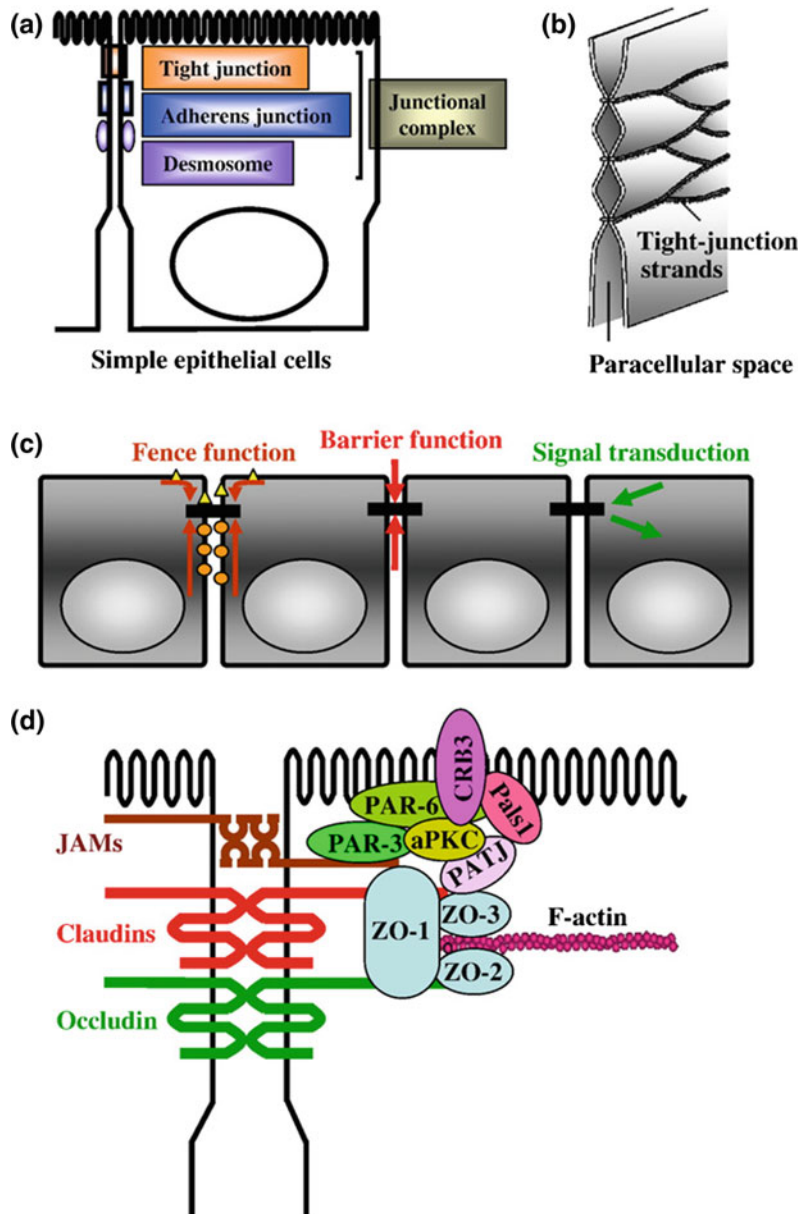 (a)
Tight junction
Adherens junction
Desmosome
Junctional
complex
Simple epithelial cells
(b)
Tight-junction
strands
Paracellular space
(c)
Fence function
Barrier function
Signal transduction
(d)
JAMs
Claudins
Occludin
CRB3
PAR-6
Pals1
PAR-3
aPKC
PATJ
ZO-1
ZO-3
F-actin
ZO-2